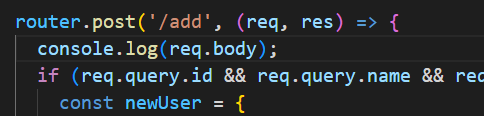 router.post('/add', (req, res) => {
console.log(req.body);
if (req.query.id && req.query.name && req
const newUser = {